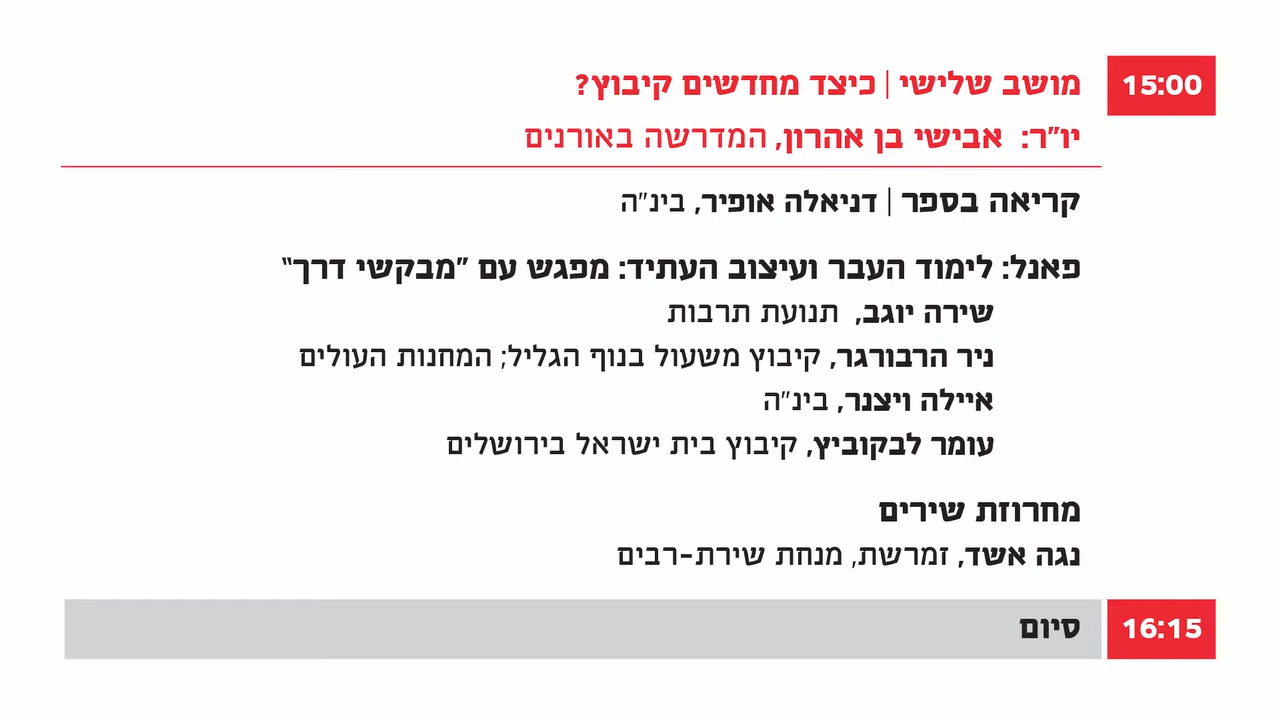 15:00
מושב שלישי | כיצד מחדשים קיבוץ?
יו"ר: אבישי בן אהרון, המדרשה באורנים
קריאה בספר | דניאלה אופיר, בינ"ה
פאנל: לימוד העבר ועיצוב העתיד: מפגש עם "מבקשי דרך"
שירה יוגב, תנועת תרבות
ניר הרבורגר, קיבוץ משעול בנוף הגליל; המחנות העולים
איילה ויצנר, בינ"ה
עומר לבקוביץ, קיבוץ בית ישראל בירושלים
מחרוזת שירים
נגה אשד, זמרשת, מנחת שירת-רבים
16:15 סיום